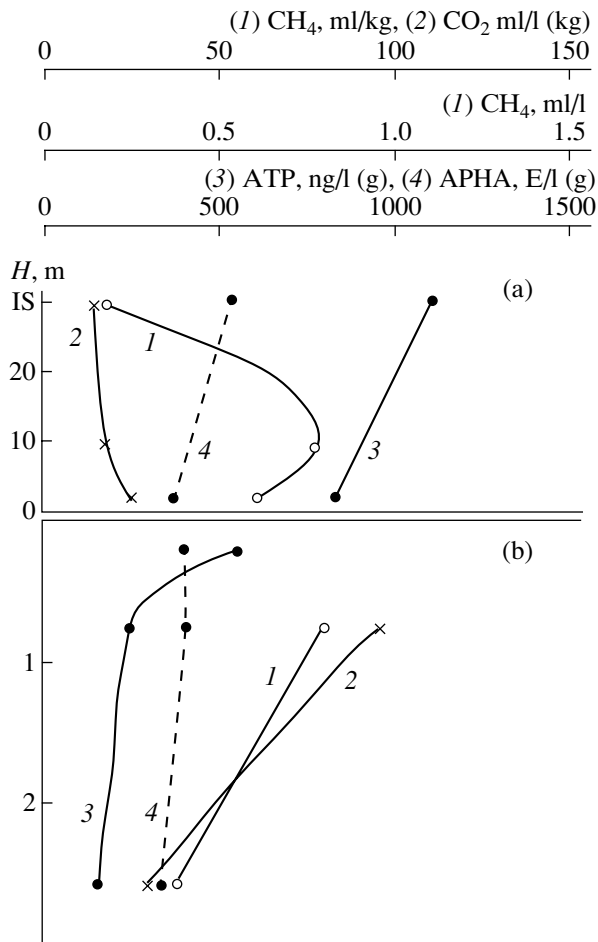 (1) CH₄, ml/kg, (2) CO₂ ml/l (kg)
0 50 100 150
(1) CH₄, ml/l
0 0.5 1.0 1.5
(3) ATP, ng/l (g), (4) APHA, E/l (g)
0 500 1000 1500
H, m
(a)
IS
2 1
20
10
4 3
0
(b)
1
1 2
2
3 4